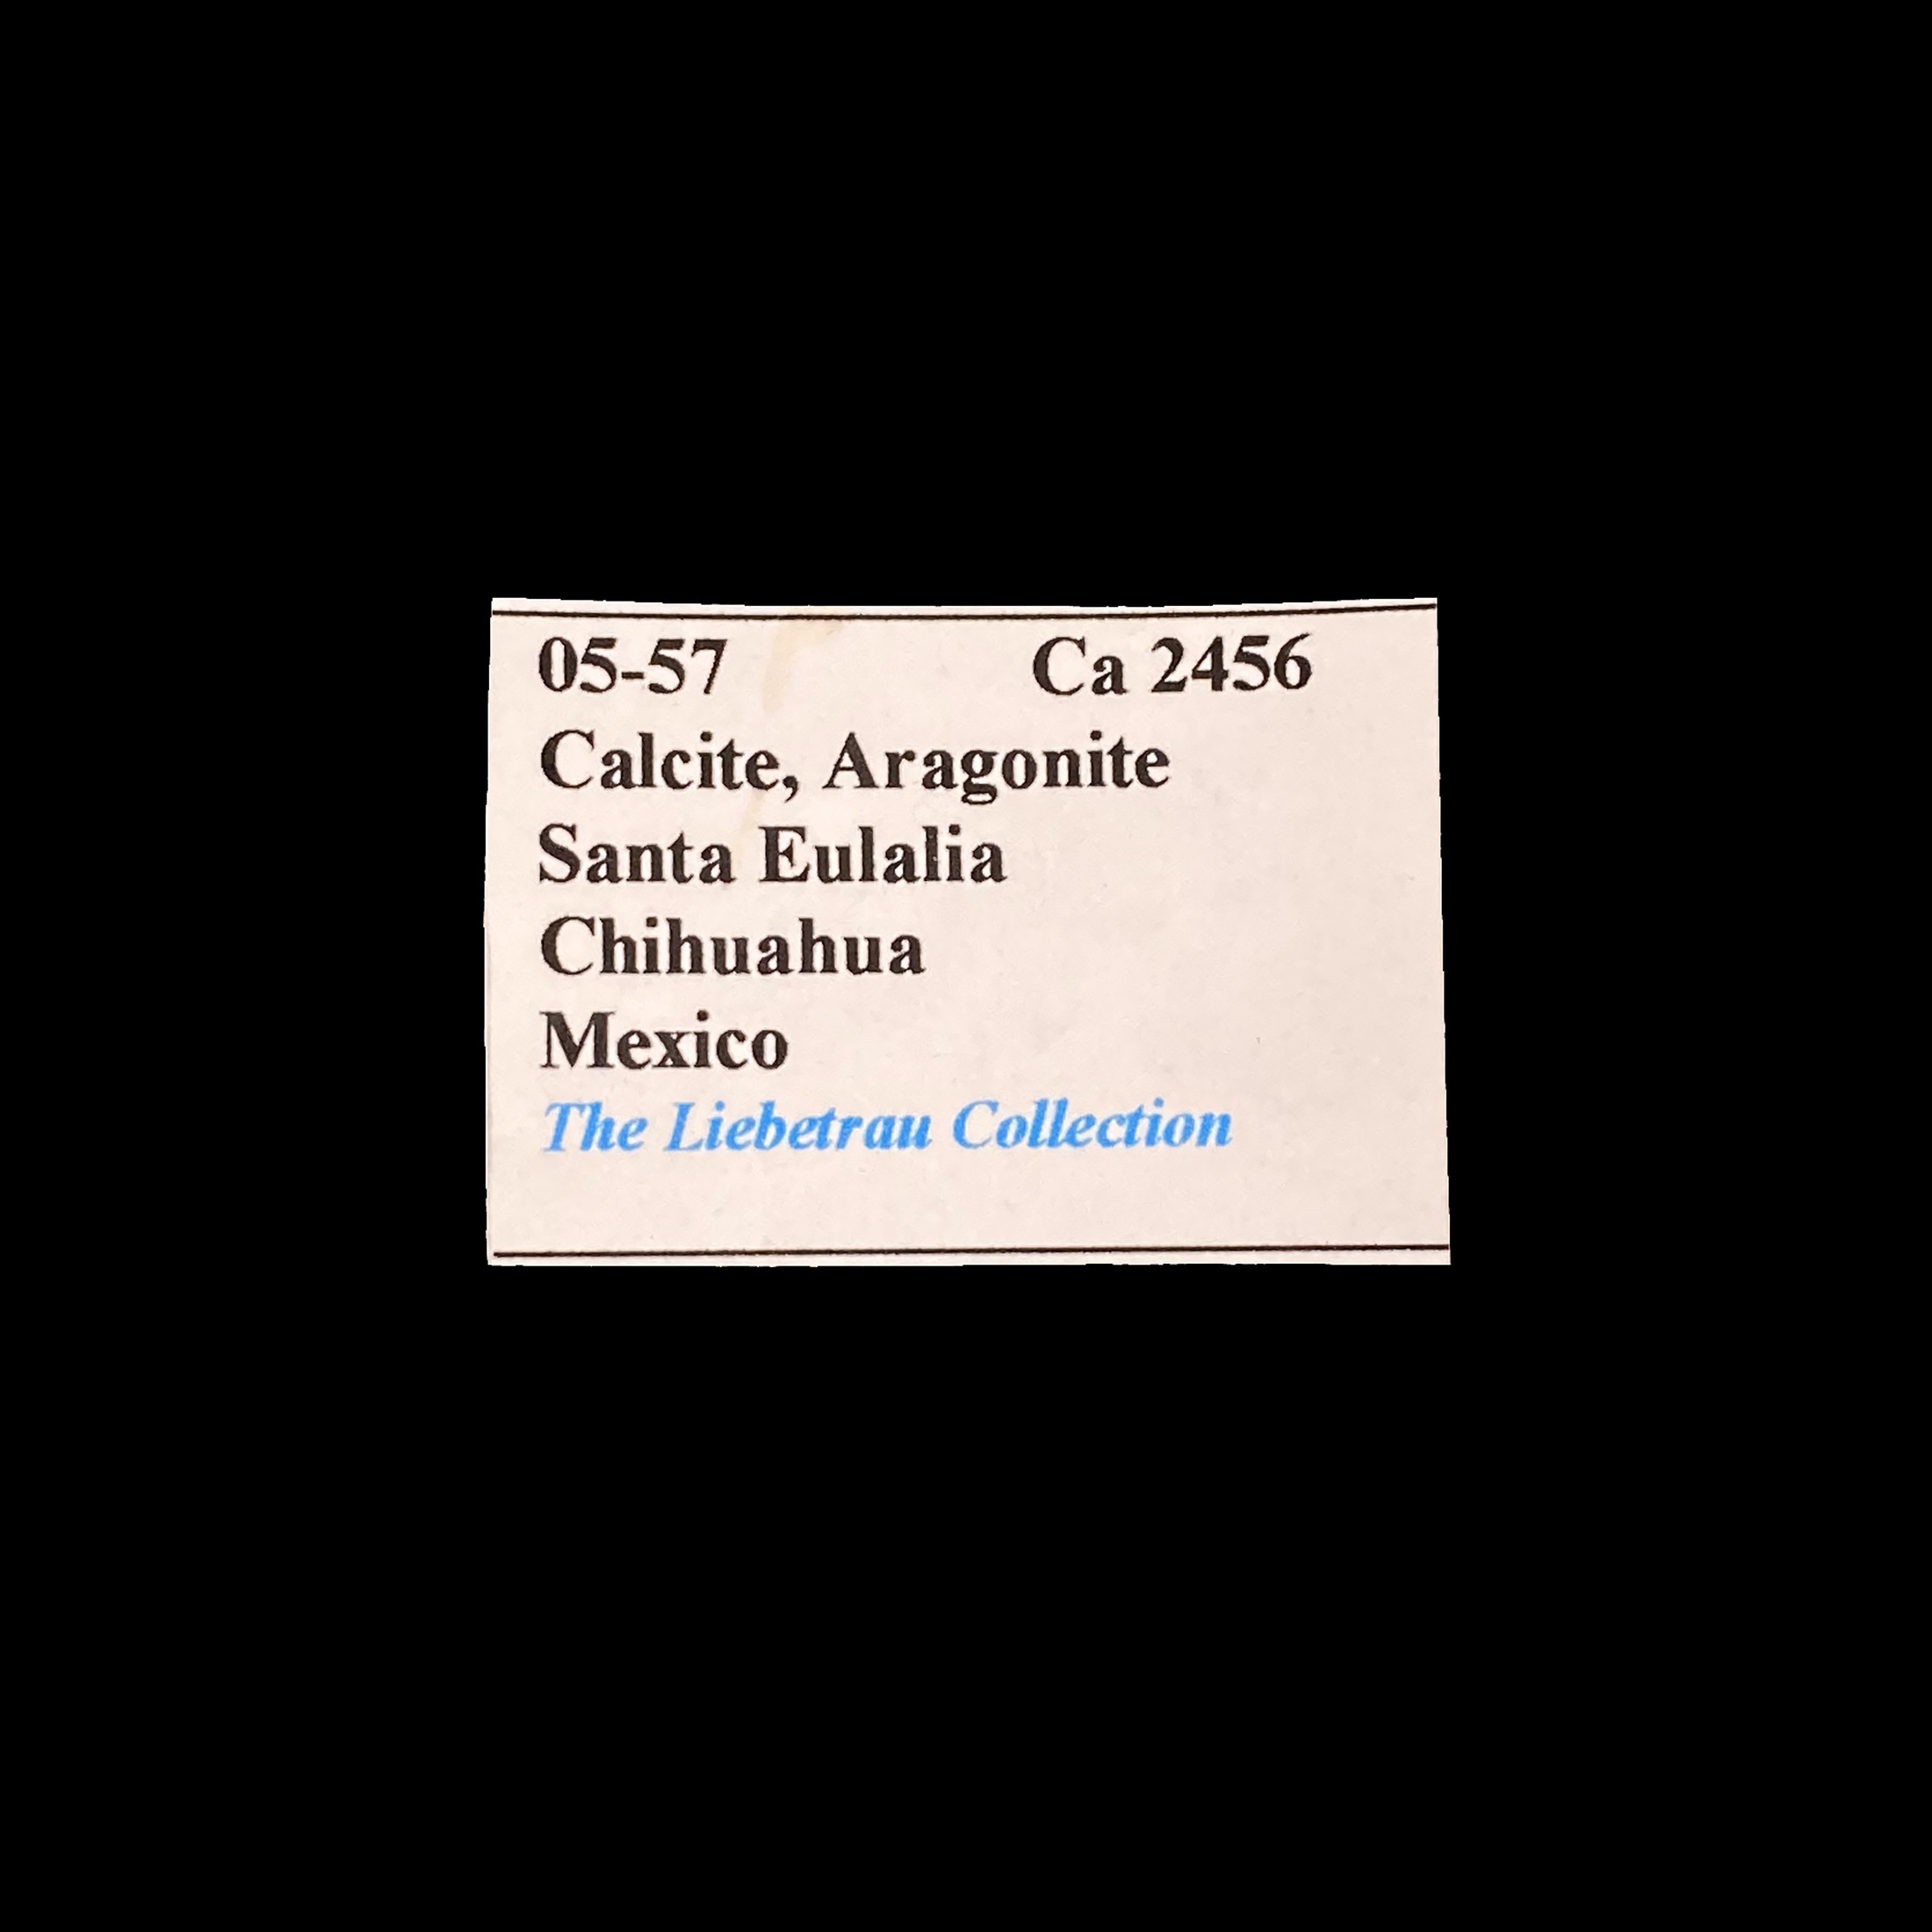 05-57 Ca 2456
Calcite, Aragonite
Santa Eulalia
Chihuahua
Mexico
The Liebetrau Collection